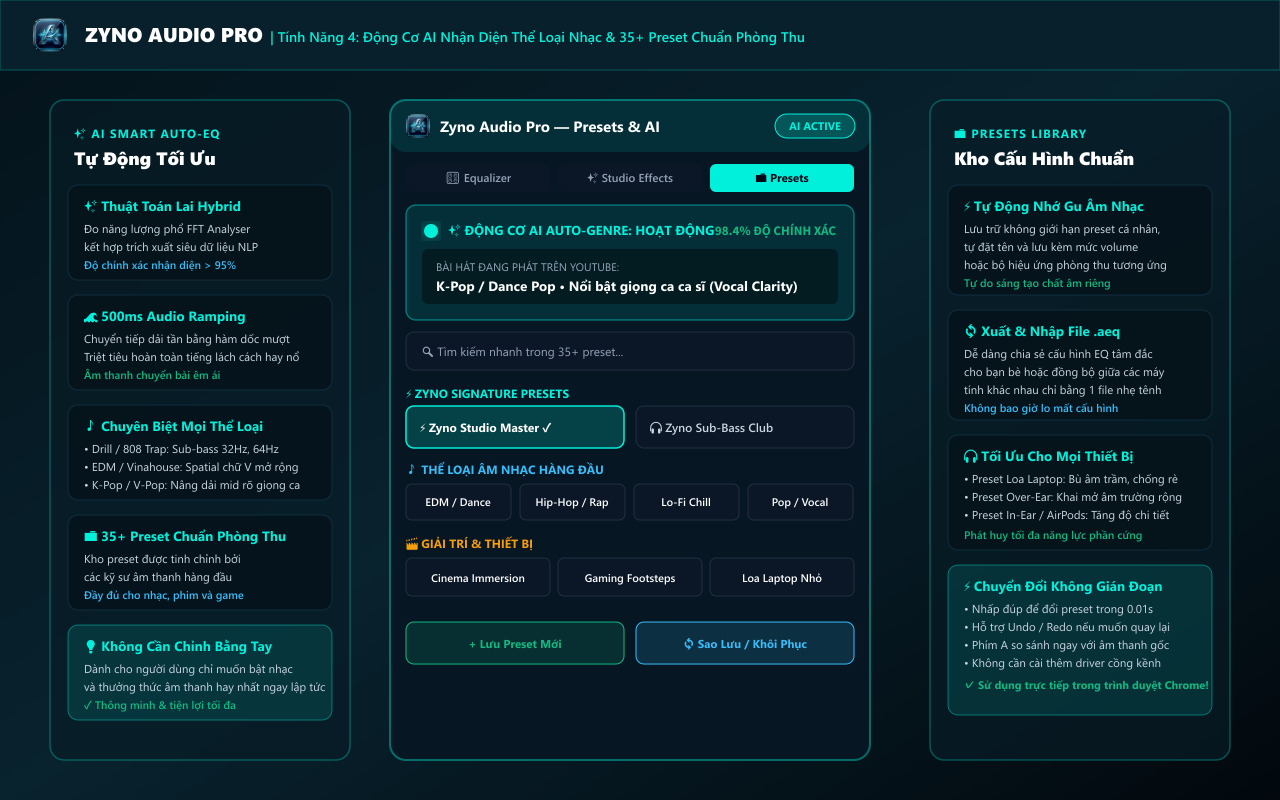 ZYNO AUDIO PRO | Tính Năng 4: Động Cơ AI Nhận Diện Thể Loại Nhạc & 35+ Preset Chuẩn Phòng Thu
AI SMART AUTO-EQ
Tự Động Tối Ưu
Thuật Toán Lai Hybrid
Đo năng lượng phổ FFT Analyser
kết hợp trích xuất siêu dữ liệu NLP
Độ chính xác nhận diện > 95%
500ms Audio Ramping
Chuyển tiếp dải tần bằng hàm dốc mượt
Triệt tiêu hoàn toàn tiếng lách cách hay nổ
Âm thanh chuyển bài êm ái
Chuyên Biệt Mọi Thể Loại
• Drill / 808 Trap: Sub-bass 32Hz, 64Hz
• EDM / Vinahouse: Spatial chữ V mở rộng
• K-Pop / V-Pop: Nâng dải mid rõ giọng ca
35+ Preset Chuẩn Phòng Thu
Kho preset được tinh chỉnh bởi
các kỹ sư âm thanh hàng đầu
Đầy đủ cho nhạc, phim và game
Không Cần Chỉnh Bằng Tay
Dành cho người dùng chỉ muốn bật nhạc
và thưởng thức âm thanh hay nhất ngay lập tức
✓ Thông minh & tiện lợi tối đa
Zyno Audio Pro — Presets & AI
AI ACTIVE
Equalizer
Studio Effects
Presets
ĐỘNG CƠ AI AUTO-GENRE: HOẠT ĐỘNG
98.4% ĐỘ CHÍNH XÁC
BÀI HÁT ĐANG PHÁT TRÊN YOUTUBE:
K-Pop / Dance Pop • Nổi bật giọng ca ca sĩ (Vocal Clarity)
Tìm kiếm nhanh trong 35+ preset...
⚡ ZYNO SIGNATURE PRESETS
⚡ Zyno Studio Master ✓
Zyno Sub-Bass Club
THỂ LOẠI ÂM NHẠC HÀNG ĐẦU
EDM / Dance
Hip-Hop / Rap
Lo-Fi Chill
Pop / Vocal
GIẢI TRÍ & THIẾT BỊ
Cinema Immersion
Gaming Footsteps
Loa Laptop Nhỏ
+ Lưu Preset Mới
Sao Lưu / Khôi Phục
PRESETS LIBRARY
Kho Cấu Hình Chuẩn
⚡ Tự Động Nhớ Gu Âm Nhạc
Lưu trữ không giới hạn preset cá nhân,
tự đặt tên và lưu kèm mức volume
hoặc bộ hiệu ứng phòng thu tương ứng
Tự do sáng tạo chất âm riêng
Xuất & Nhập File .aeq
Dễ dàng chia sẻ cấu hình EQ tâm đắc
cho bạn bè hoặc đồng bộ giữa các máy
tính khác nhau chỉ bằng 1 file nhẹ tênh
Không bao giờ lo mất cấu hình
Tối Ưu Cho Mọi Thiết Bị
• Preset Loa Laptop: Bù âm trầm, chống rè
• Preset Over-Ear: Khai mở âm trường rộng
• Preset In-Ear / AirPods: Tăng độ chi tiết
Phát huy tối đa năng lực phần cứng
⚡ Chuyển Đổi Không Gián Đoạn
• Nhấp đúp để đổi preset trong 0.01s
• Hỗ trợ Undo / Redo nếu muốn quay lại
• Phím A so sánh ngay với âm thanh gốc
• Không cần cài thêm driver cồng kềnh
✓ Sử dụng trực tiếp trong trình duyệt Chrome!